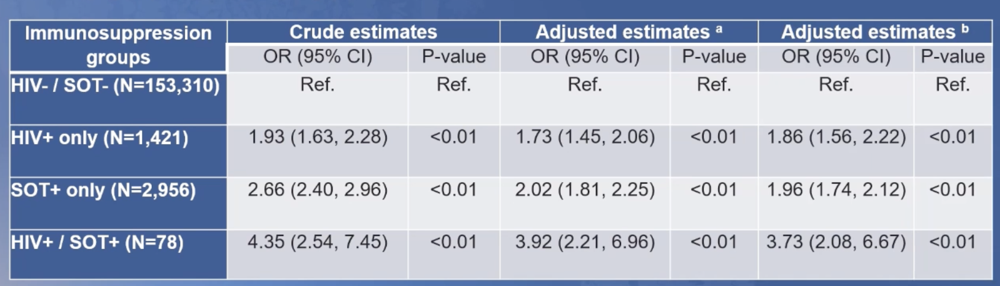 Immunosuppression groups Crude estimates Adjusted estimates a Adjusted estimates b
OR (95% CI) P-value OR (95% CI) P-value OR (95% CI) P-value
HIV- / SOT- (N=153,310) Ref. Ref. Ref. Ref. Ref. Ref.
HIV+ only (N=1,421) 1.93 (1.63, 2.28) <0.01 1.73 (1.45, 2.06) <0.01 1.86 (1.56, 2.22) <0.01
SOT+ only (N=2,956) 2.66 (2.40, 2.96) <0.01 2.02 (1.81, 2.25) <0.01 1.96 (1.74, 2.12) <0.01
HIV+ / SOT+ (N=78) 4.35 (2.54, 7.45) <0.01 3.92 (2.21, 6.96) <0.01 3.73 (2.08, 6.67) <0.01